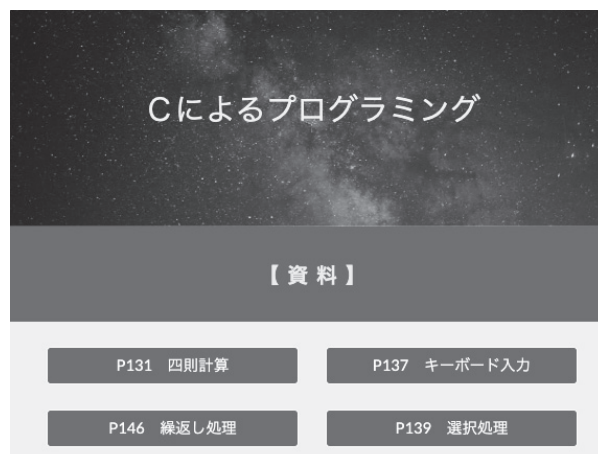 Cによるプログラミング
【資料】
P131 四則計算
P137 キーボード入力
P146 繰返し処理
P139 選択処理